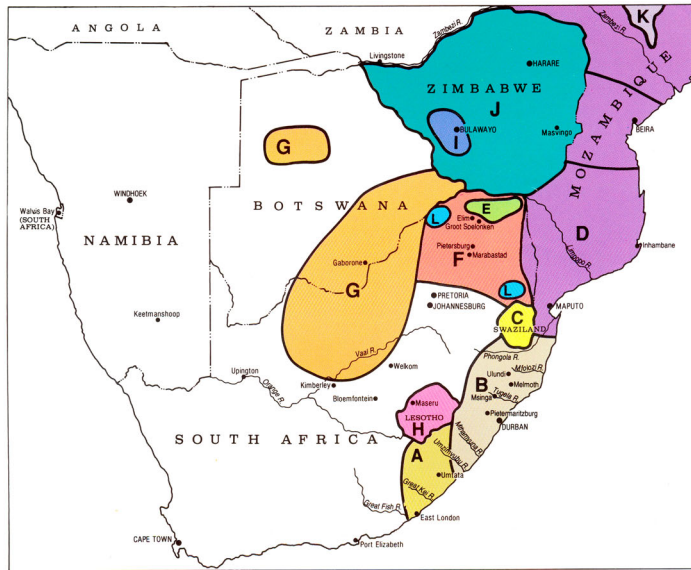 ANGOLA
ZAMBIA
Zambezi R.
Zambezi R.
K
Livingstone
HARARE
ZIMBABWE
J
MOZAMBIQUE
I
BULAWAYO
Masvingo
BEIRA
G
WINDHOEK
BOTSWANA
Walvis Bay
(SOUTH
AFRICA)
NAMIBIA
L
E
Elim
Groot Spelonken
D
Limpopo R.
Inhambane
Pietersburg
F
Marabastad
Gaborone
G
L
PRETORIA
JOHANNESBURG
MAPUTO
C
SWAZILAND
Keetmanshoop
Vaal R.
Phongola R.
Upington
Welkom
Ulundi
Mfolozi R.
B
Melmoth
Orange R.
Kimberley
Msinga
Tugela R.
Bloemfontein
Maseru
LESOTHO
H
Pietermaritzburg
DURBAN
SOUTH AFRICA
A
Umzimvubu R.
Umtata
Great Kei R.
Great Fish R.
East London
CAPE TOWN
Port Elizabeth